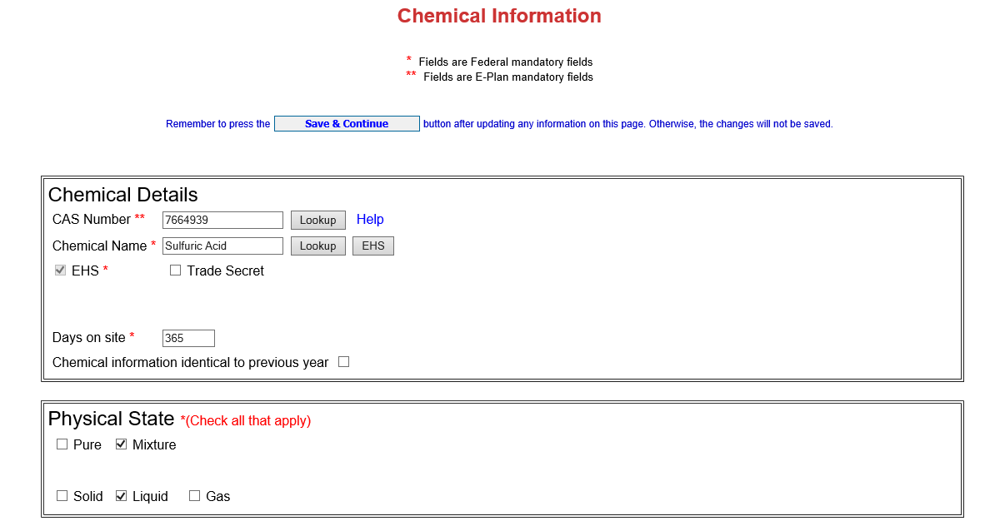 Chemical Information
* Fields are Federal mandatory fields
** Fields are E-Plan mandatory fields
Remember to press the Save & Continue button after updating any information on this page. Otherwise, the changes will not be saved.
Chemical Details
CAS Number ** 7664939 Lookup Help
Chemical Name * Sulfuric Acid Lookup EHS
EHS * Trade Secret
Days on site * 365
Chemical information identical to previous year
Physical State *(Check all that apply)
Pure Mixture
Solid Liquid Gas